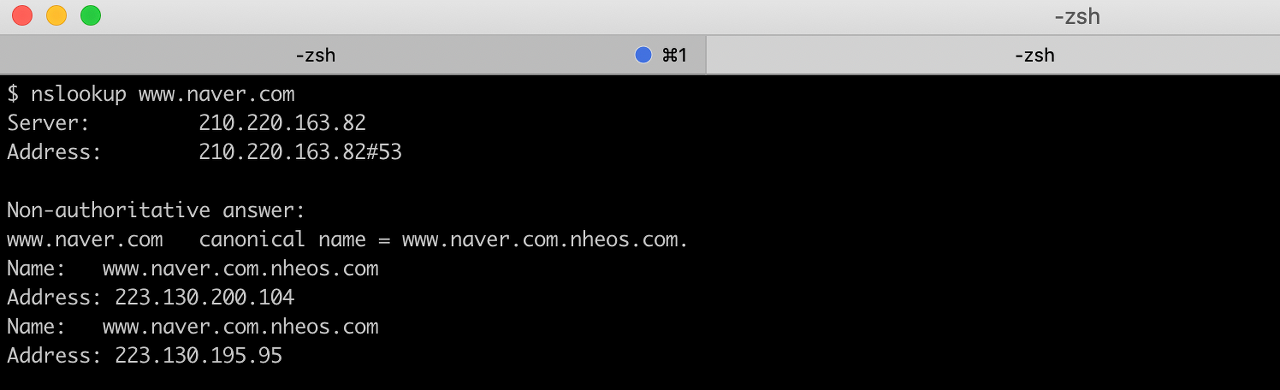 -zsh
-zsh ⌘1
-zsh
$ nslookup www.naver.com
Server:         210.220.163.82
Address:        210.220.163.82#53

Non-authoritative answer:
www.naver.com   canonical name = www.naver.com.nheos.com.
Name:   www.naver.com.nheos.com
Address: 223.130.200.104
Name:   www.naver.com.nheos.com
Address: 223.130.195.95